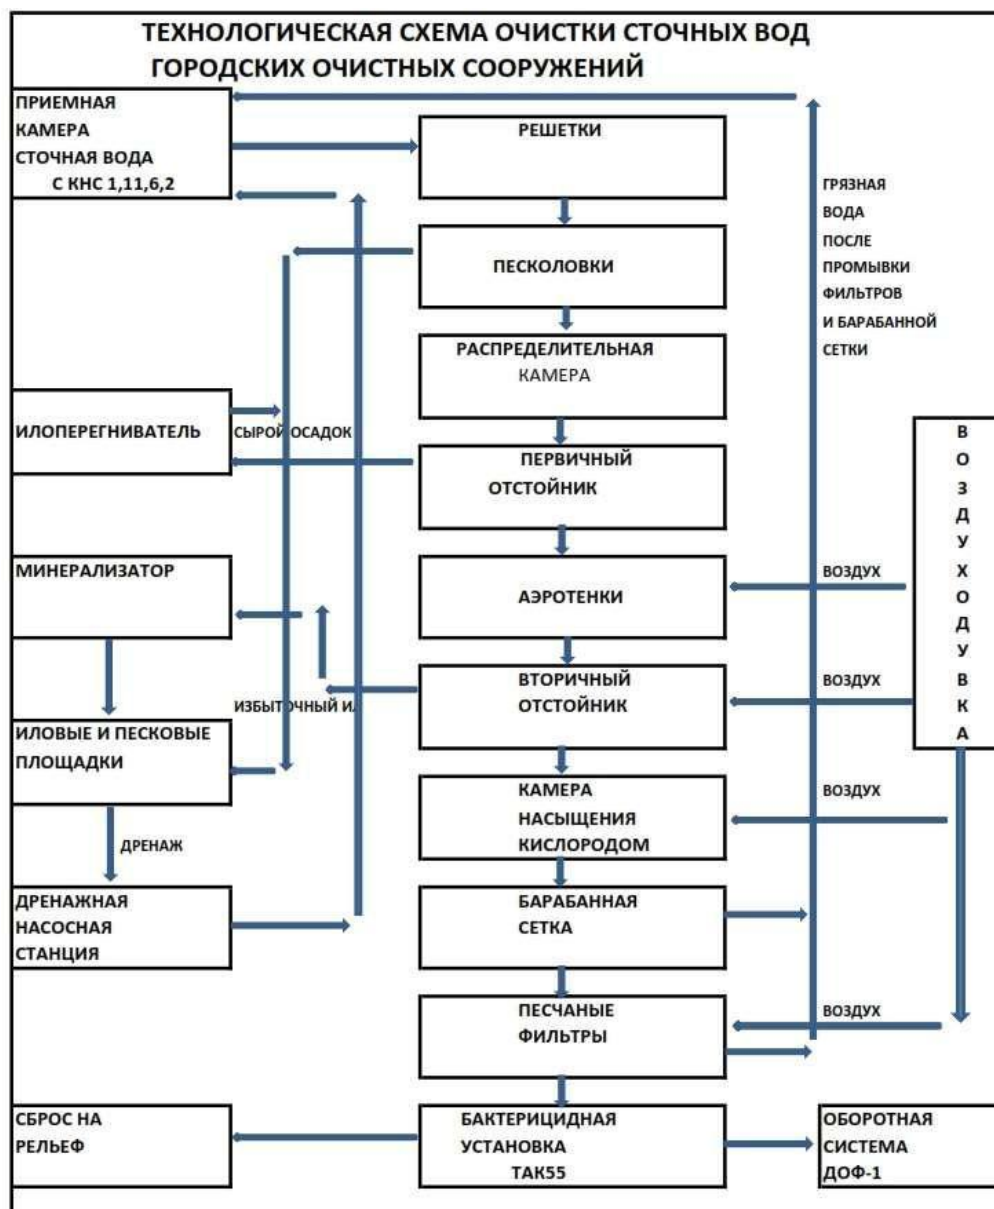 ТЕХНОЛОГИЧЕСКАЯ СХЕМА ОЧИСТКИ СТОЧНЫХ ВОД
ГОРОДСКИХ ОЧИСТНЫХ СООРУЖЕНИЙ
ПРИЕМНАЯ
КАМЕРА
СТОЧНАЯ ВОДА
С КНС 1,11,6,2
РЕШЕТКИ
ГРЯЗНАЯ
ВОДА
ПОСЛЕ
ПРОМЫВКИ
ФИЛЬТРОВ
И БАРАБАННОЙ
СЕТКИ
ПЕСКОЛОВКИ
РАСПРЕДЕЛИТЕЛЬНАЯ
КАМЕРА
ИЛОПЕРЕГНИВАТЕЛЬ
СЫРОЙ ОСАДОК
ПЕРВИЧНЫЙ
ОТСТОЙНИК
В
О
З
Д
У
Х
О
Д
У
В
К
А
МИНЕРАЛИЗАТОР
АЭРОТЕНКИ
ВОЗДУХ
ВТОРИЧНЫЙ
ОТСТОЙНИК
ВОЗДУХ
ИЗБЫТОЧНЫЙ ИЛ
ИЛОВЫЕ И ПЕСКОВЫЕ
ПЛОЩАДКИ
КАМЕРА
НАСЫЩЕНИЯ
КИСЛОРОДОМ
ВОЗДУХ
ДРЕНАЖ
ДРЕНАЖНАЯ
НАСОСНАЯ
СТАНЦИЯ
БАРАБАННАЯ
СЕТКА
ПЕСЧАНЫЕ
ФИЛЬТРЫ
ВОЗДУХ
СБРОС НА
РЕЛЬЕФ
БАКТЕРИЦИДНАЯ
УСТАНОВКА
ТАК55
ОБОРОТНАЯ
СИСТЕМА
ДОФ-1